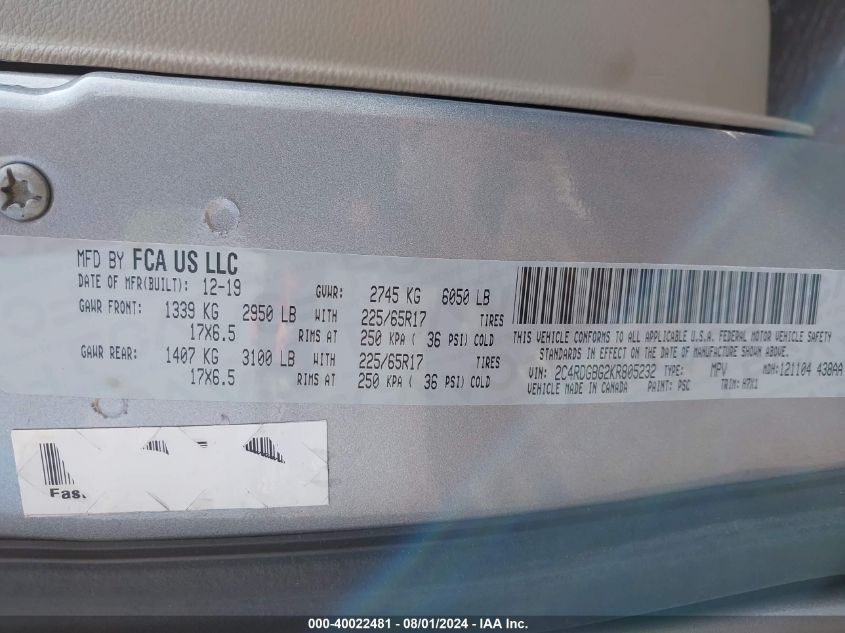 MFD BY FCA US LLC
DATE OF MFR(BUILT): 12-19 GVWR: 2745 KG 6050 LB
GAWR FRONT: 1339 KG 2950 LB WITH 225/65R17 TIRES
17X6.5 RIMS AT 250 KPA ( 36 PSI) COLD
GAWR REAR: 1407 KG 3100 LB WITH 225/65R17 TIRES
17X6.5 RIMS AT 250 KPA ( 36 PSI) COLD
THIS VEHICLE CONFORMS TO ALL APPLICABLE U.S.A. FEDERAL MOTOR VEHICLE SAFETY
STANDARDS IN EFFECT ON THE DATE OF MANUFACTURE SHOWN ABOVE.
VIN: 2C4RDGBG2KR805232 TYPE: MPV MDH: 121104 438AA
VEHICLE MADE IN CANADA PAINT: PSC TRIM: H7X1
Fas
000-40022481 - 08/01/2024 - IAA Inc.